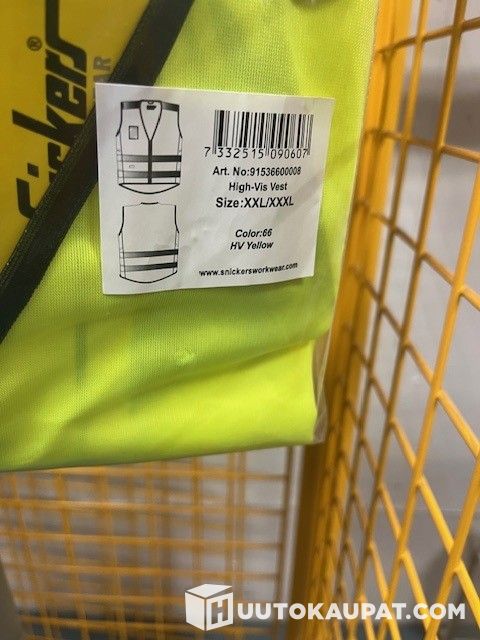 Snickers®
WEAR
7 332515 090607
Art. No:91536600008
High-Vis Vest
Size:XXL/XXXL
Color:66
HV Yellow
www.snickersworkwear.com
HUUTOKAUPAT.COM